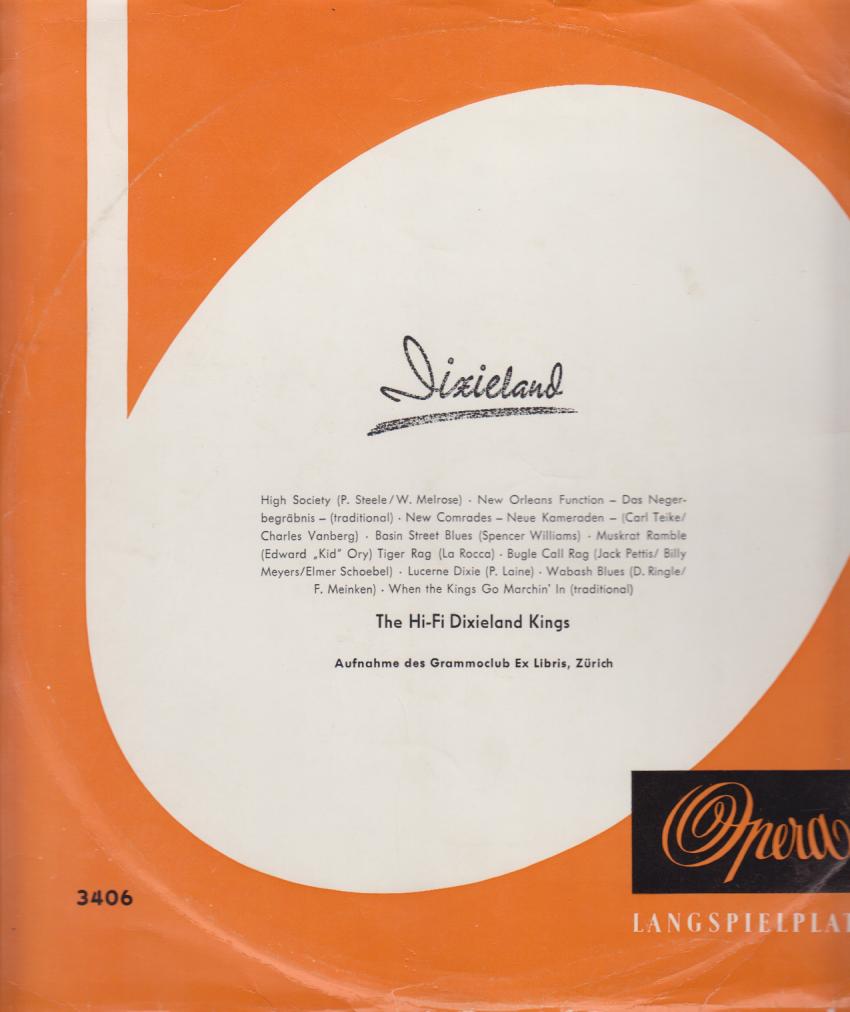 Dixieland
High Society (P. Steele/W. Melrose) · New Orleans Function – Das Neger-
begräbnis – (traditional) · New Comrades – Neue Kameraden – (Carl Teike/
Charles Vanberg) · Basin Street Blues (Spencer Williams) · Muskrat Ramble
(Edward „Kid“ Ory) Tiger Rag (La Rocca) · Bugle Call Rag (Jack Pettis/ Billy
Meyers/Elmer Schoebel) · Lucerne Dixie (P. Laine) · Wabash Blues (D. Ringle/
F. Meinken) · When the Kings Go Marchin' In (traditional)
The Hi-Fi Dixieland Kings
Aufnahme des Grammoclub Ex Libris, Zürich
Opera
3406
LANGSPIELPLAT